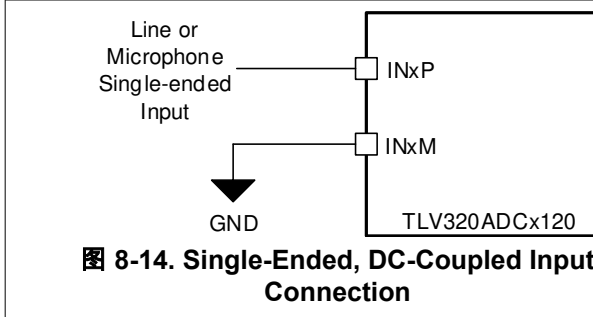 Line or
Microphone
Single-ended
Input
INxP
INxM
GND
TLV320ADCx120
图 8-14. Single-Ended, DC-Coupled Input
Connection